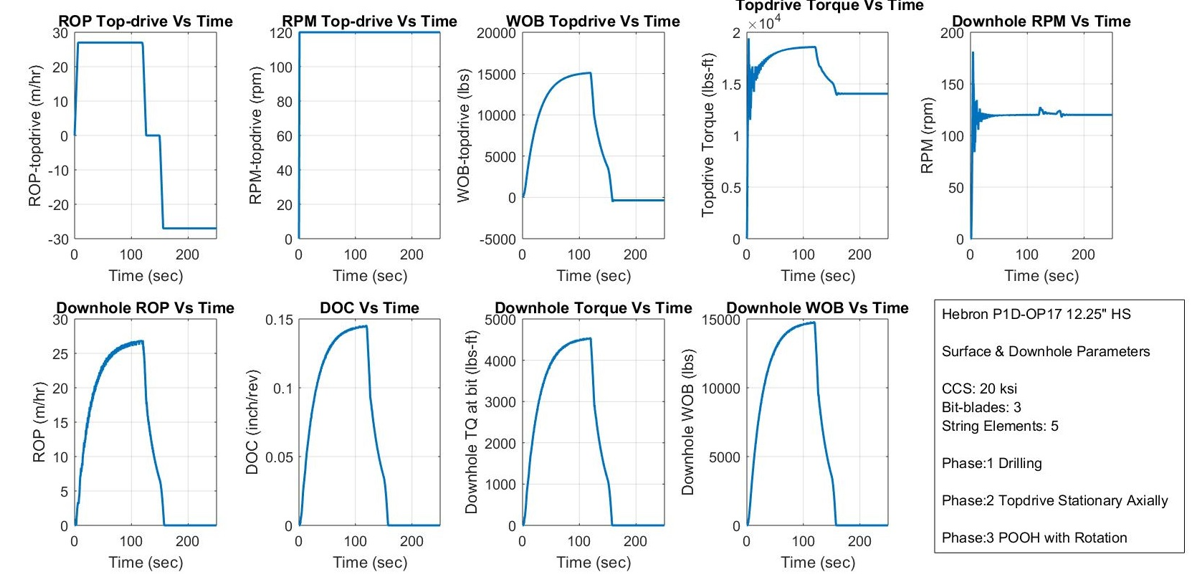 ROP Top-drive Vs Time
ROP-topdrive (m/hr)
30
20
10
0
-10
-20
-30
0 100 200
Time (sec)
RPM Top-drive Vs Time
RPM-topdrive (rpm)
120
100
80
60
40
20
0
0 100 200
Time (sec)
WOB Topdrive Vs Time
WOB-topdrive (lbs)
20000
15000
10000
5000
0
-5000
0 100 200
Time (sec)
Topdrive Torque Vs Time
×10⁴
Topdrive Torque (lbs-ft)
2
1.5
1
0.5
0
0 100 200
Time (sec)
Downhole RPM Vs Time
RPM (rpm)
200
150
100
50
0
0 100 200
Time (sec)
Downhole ROP Vs Time
ROP (m/hr)
30
25
20
15
10
5
0
0 100 200
Time (sec)
DOC Vs Time
DOC (inch/rev)
0.15
0.1
0.05
0
0 100 200
Time (sec)
Downhole Torque Vs Time
Downhole TQ at bit (lbs-ft)
5000
4000
3000
2000
1000
0
0 100 200
Time (sec)
Downhole WOB Vs Time
Downhole WOB (lbs)
15000
10000
5000
0
0 100 200
Time (sec)
Hebron P1D-OP17 12.25" HS
Surface & Downhole Parameters
CCS: 20 ksi
Bit-blades: 3
String Elements: 5
Phase:1 Drilling
Phase:2 Topdrive Stationary Axially
Phase:3 POOH with Rotation